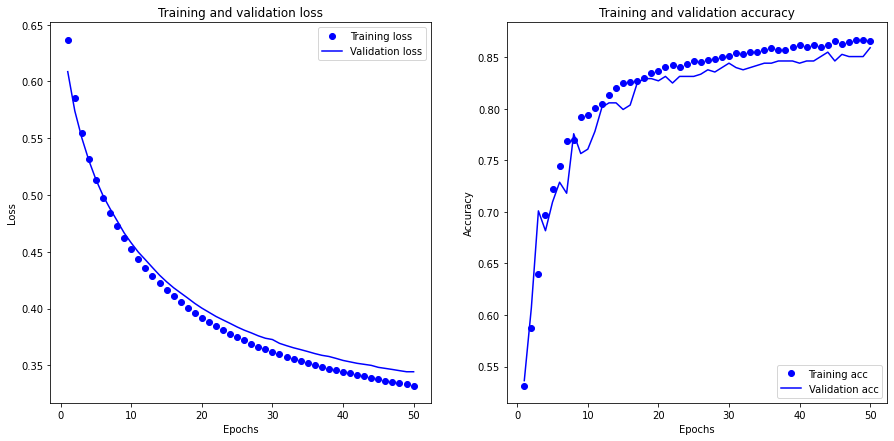 Training and validation loss
0.65
0.60
0.55
0.50
0.45
0.40
0.35
Loss
Training loss
Validation loss
0 10 20 30 40 50
Epochs
Training and validation accuracy
0.85
0.80
0.75
0.70
0.65
0.60
0.55
Accuracy
Training acc
Validation acc
0 10 20 30 40 50
Epochs